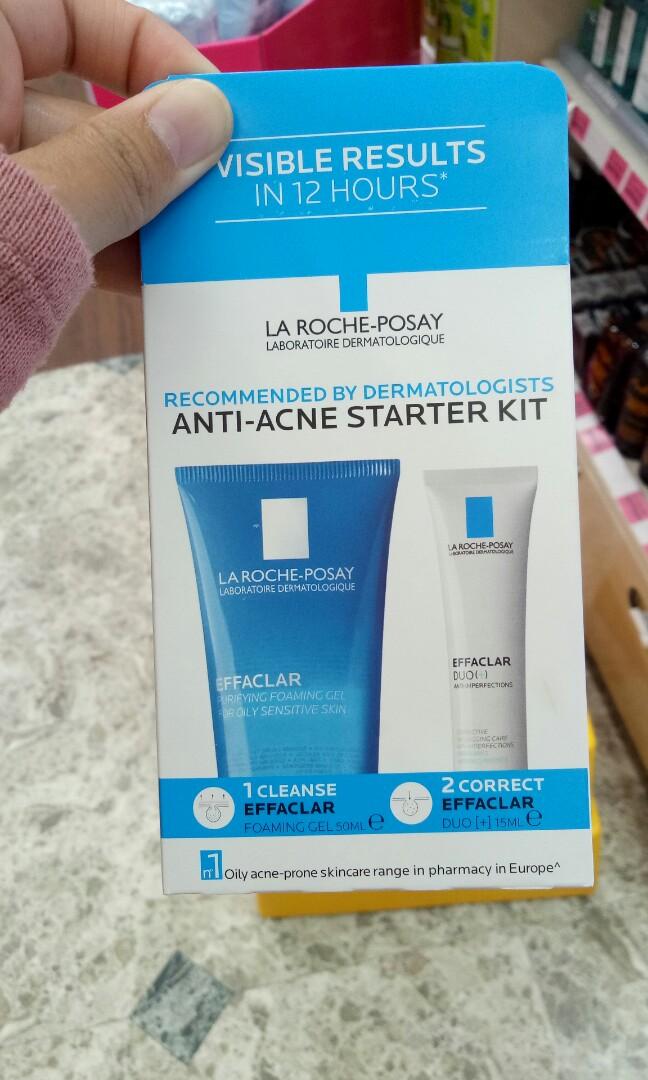 VISIBLE RESULTS
IN 12 HOURS*
LA ROCHE-POSAY
LABORATOIRE DERMATOLOGIQUE
RECOMMENDED BY DERMATOLOGISTS
ANTI-ACNE STARTER KIT
LA ROCHE-POSAY
LABORATOIRE DERMATOLOGIQUE
EFFACLAR
PURIFYING FOAMING GEL
FOR OILY SENSITIVE SKIN
LA ROCHE-POSAY
LABORATOIRE DERMATOLOGIQUE
EFFACLAR
DUO(+)
ANTI-IMPERFECTIONS
1 CLEANSE
EFFACLAR
FOAMING GEL 50ML e
2 CORRECT
EFFACLAR
DUO [+] 15ML e
n°1 Oily acne-prone skincare range in pharmacy in Europe^